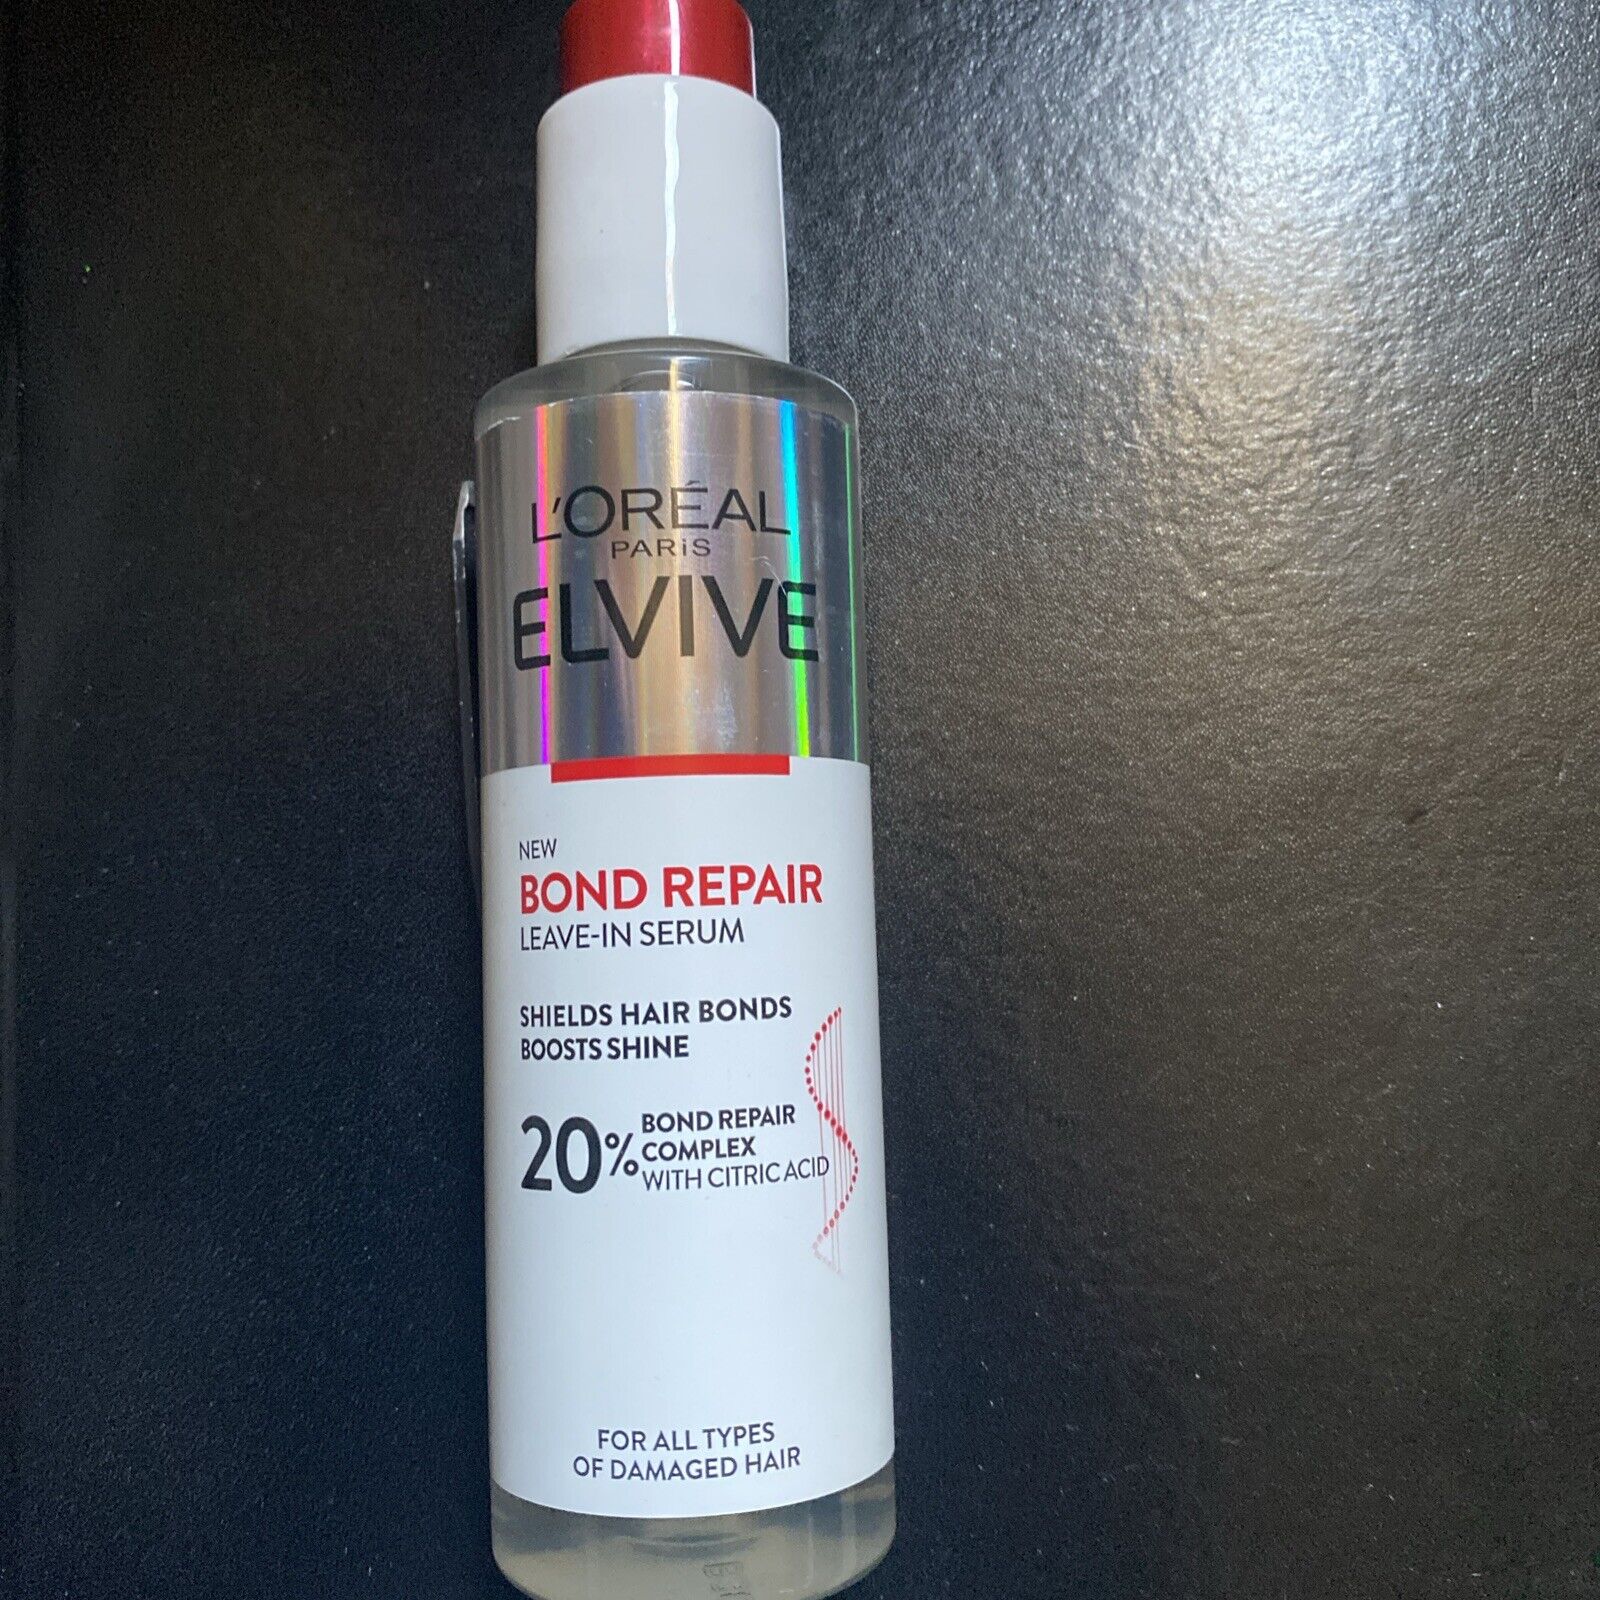 L'ORÉAL
PARiS
ELVIVE
NEW
BOND REPAIR
LEAVE-IN SERUM
SHIELDS HAIR BONDS
BOOSTS SHINE
20% BOND REPAIR
COMPLEX
WITH CITRIC ACID
FOR ALL TYPES
OF DAMAGED HAIR